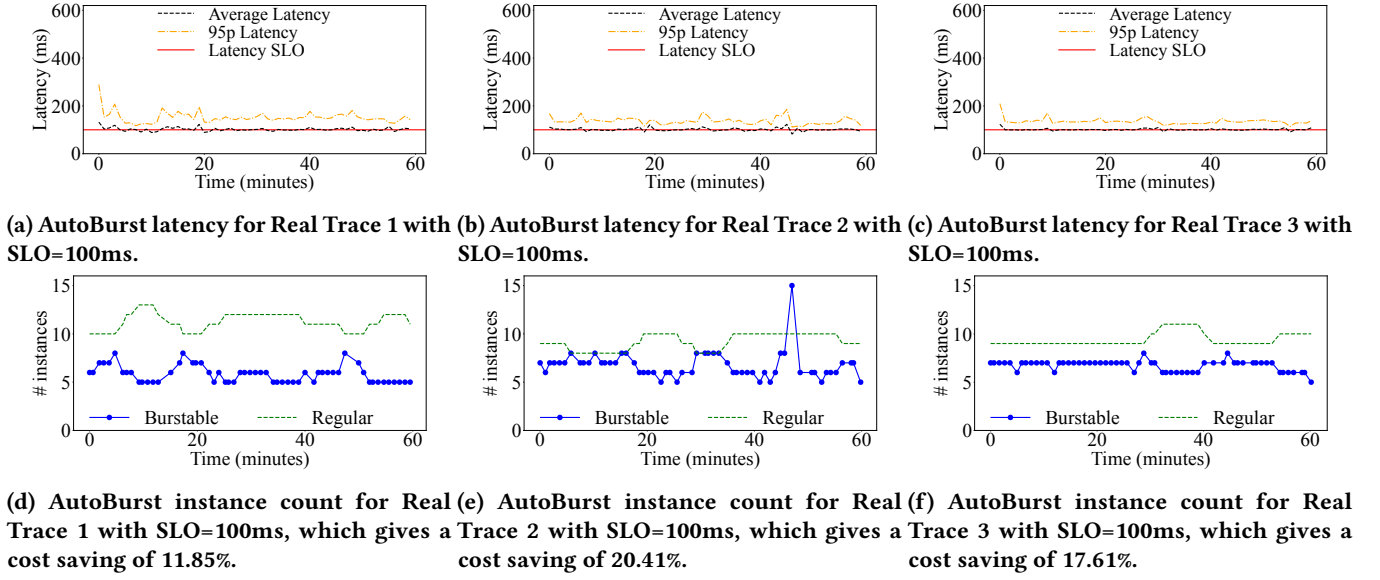 600
400
200
0
Latency (ms)
Average Latency
95p Latency
Latency SLO
0 20 40 60
Time (minutes)
600
400
200
0
Latency (ms)
Average Latency
95p Latency
Latency SLO
0 20 40 60
Time (minutes)
600
400
200
0
Latency (ms)
Average Latency
95p Latency
Latency SLO
0 20 40 60
Time (minutes)
(a) AutoBurst latency for Real Trace 1 with
SLO=100ms.
(b) AutoBurst latency for Real Trace 2 with
SLO=100ms.
(c) AutoBurst latency for Real Trace 3 with
SLO=100ms.
15
10
5
0
# instances
Burstable Regular
0 20 40 60
Time (minutes)
15
10
5
0
# instances
Burstable Regular
0 20 40 60
Time (minutes)
15
10
5
0
# instances
Burstable Regular
0 20 40 60
Time (minutes)
(d) AutoBurst instance count for Real
Trace 1 with SLO=100ms, which gives a
cost saving of 11.85%.
(e) AutoBurst instance count for Real
Trace 2 with SLO=100ms, which gives a
cost saving of 20.41%.
(f) AutoBurst instance count for Real
Trace 3 with SLO=100ms, which gives a
cost saving of 17.61%.